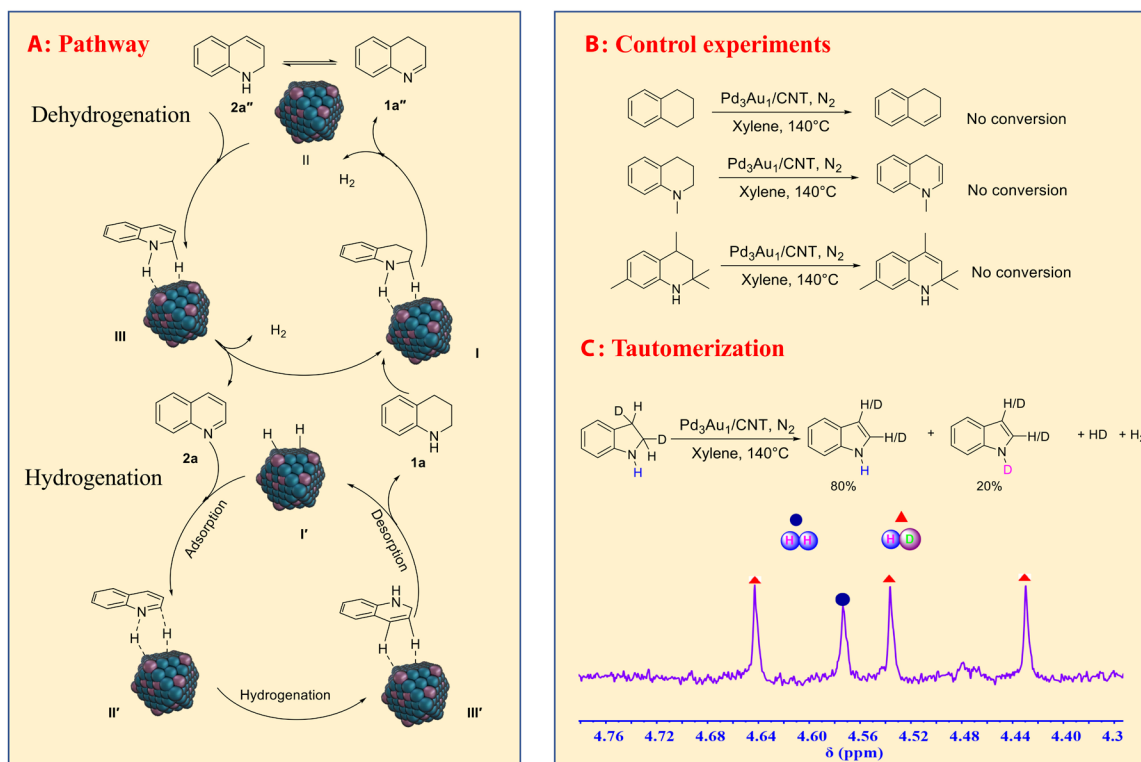 A: Pathway
2a″
1a″
Dehydrogenation
II
H2
N
H
N
H
H
III
N
H
H
I
H2
N
2a
H H
N
H
1a
Hydrogenation
I′
Adsorption
Desorption
N
H
H
II′
Hydrogenation
H
N
H
H
III′
B: Control experiments
Pd3Au1/CNT, N2
Xylene, 140°C
No conversion
N
Pd3Au1/CNT, N2
Xylene, 140°C
N
No conversion
N
H
Pd3Au1/CNT, N2
Xylene, 140°C
N
H
No conversion
C: Tautomerization
D H
D
N H
H
Pd3Au1/CNT, N2
Xylene, 140°C
H/D
H/D
N
H
80%
+
H/D
H/D
N
D
20%
+ HD + H2
H H
H D
4.76 4.72 4.68 4.64 4.60 4.56 4.52 4.48 4.44 4.40 4.3
δ (ppm)